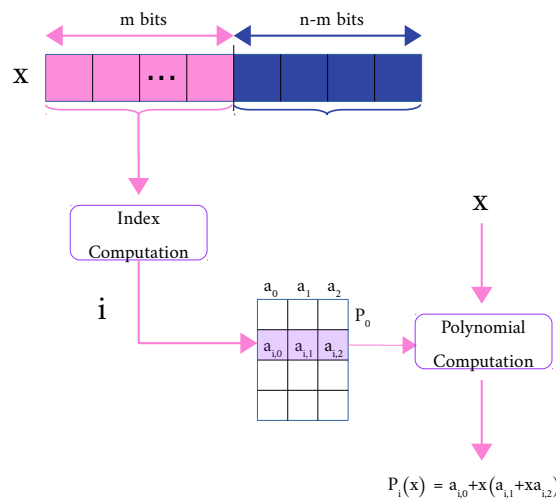 m bits n-m bits
x ...
Index
Computation
x
i
a₀ a₁ a₂
P₀
aᵢ,₀ aᵢ,₁ aᵢ,₂
Polynomial
Computation
Pᵢ(x) = aᵢ,₀+x(aᵢ,₁+xaᵢ,₂)